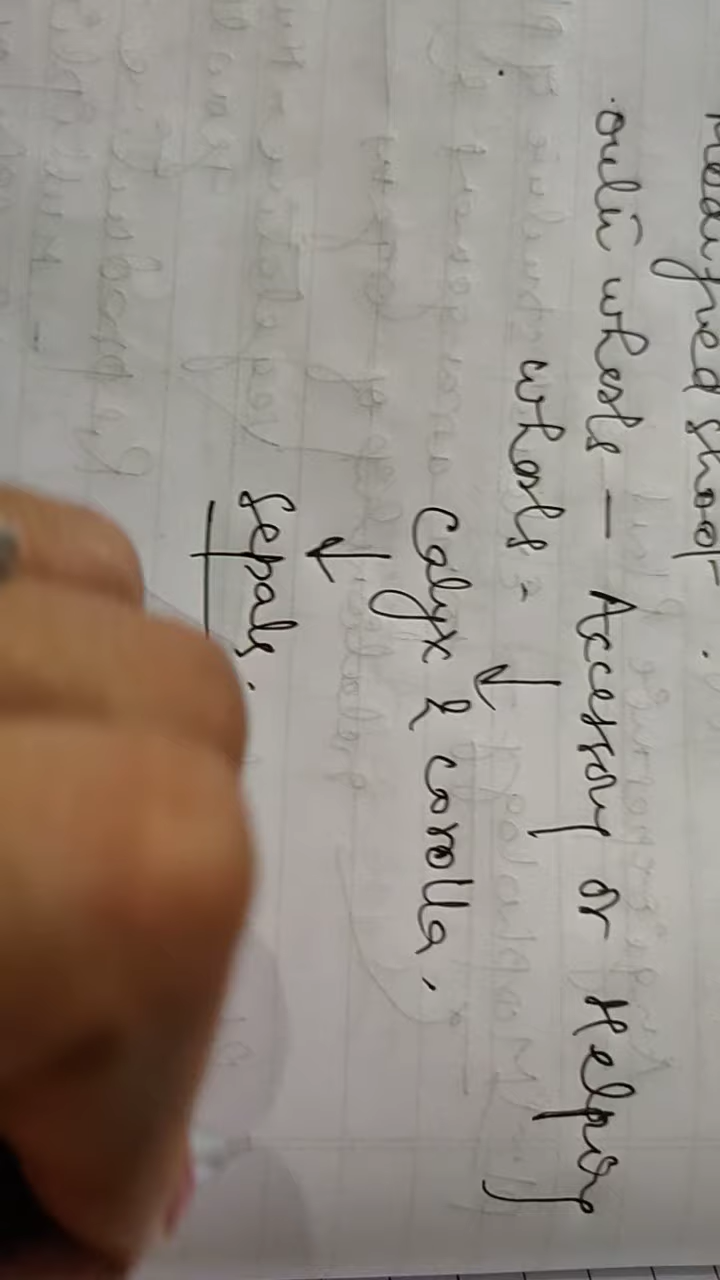 Modified shoot.
outer whorls - Accessory or Helping
whorls -
↓
Calyx & corolla.
↓
Sepals.